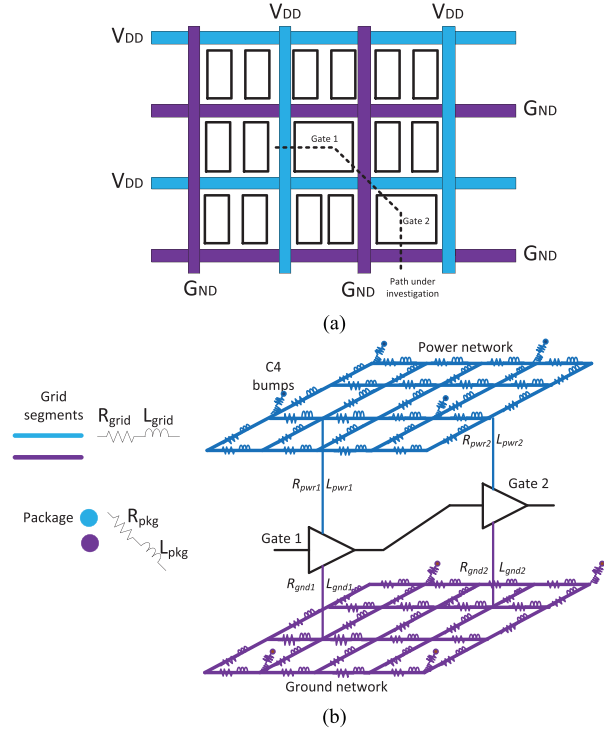 VDD VDD
VDD
Gate 1
GND
VDD
Gate 2
GND
GND GND
Path under
investigation
(a)
Power network
C4
bumps
Grid
segments
Rgrid Lgrid
Rpwr2 Lpwr2
Rpwr1 Lpwr1
Gate 2
Package
Rpkg
Lpkg
Gate 1
Rgnd1 Lgnd1
Rgnd2 Lgnd2
Ground network
(b)